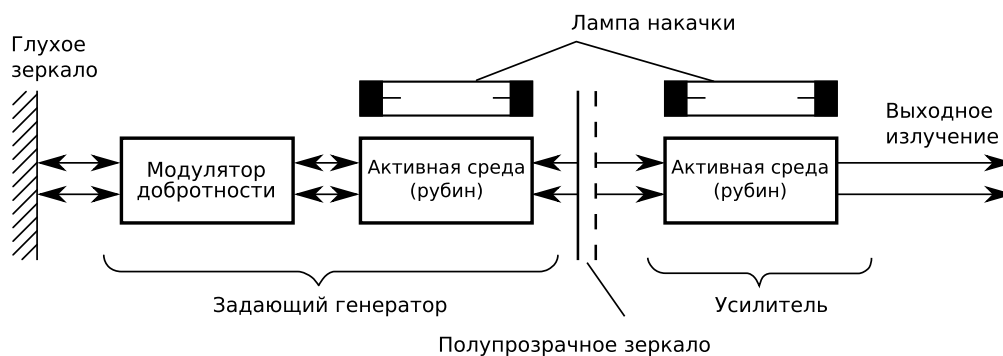 Лампа накачки
Глухое
зеркало
Выходное
излучение
Модулятор
добротности
Активная среда
(рубин)
Активная среда
(рубин)
Задающий генератор
Усилитель
Полупрозрачное зеркало